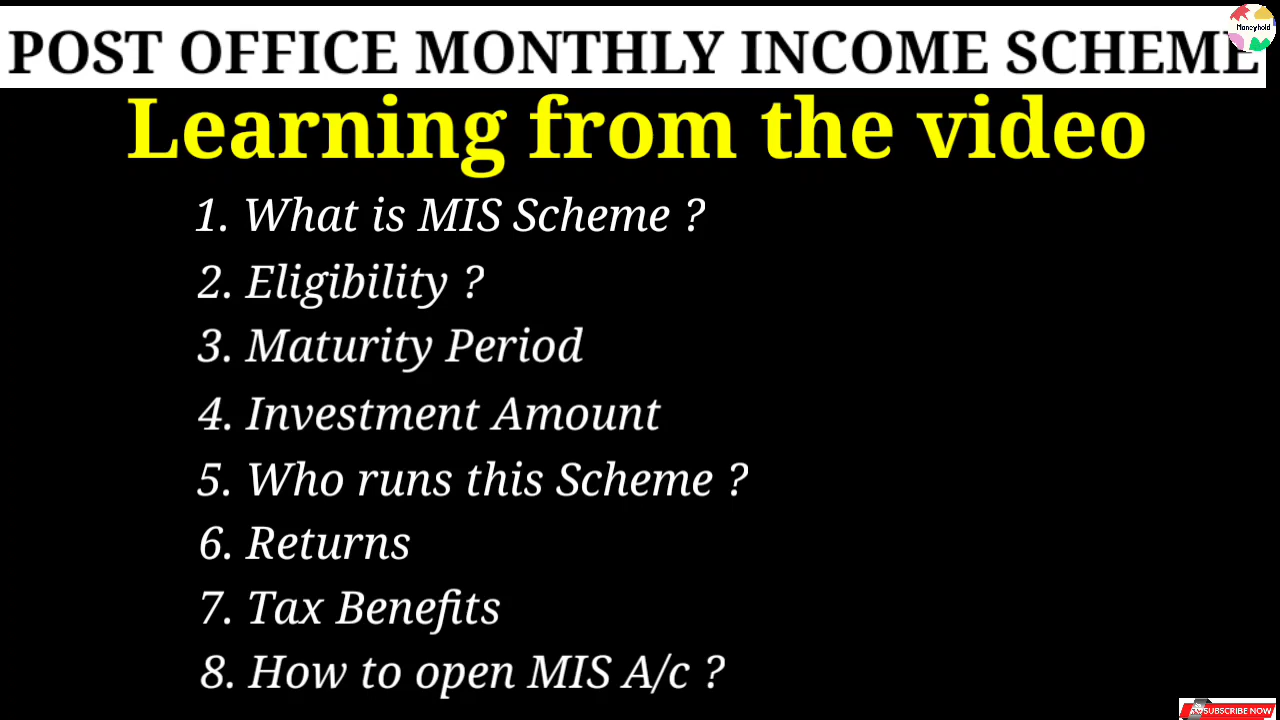 POST OFFICE MONTHLY INCOME SCHEME
Moneyhold
Learning from the video
1. What is MIS Scheme ?
2. Eligibility ?
3. Maturity Period
4. Investment Amount
5. Who runs this Scheme ?
6. Returns
7. Tax Benefits
8. How to open MIS A/c ?
SUBSCRIBE NOW